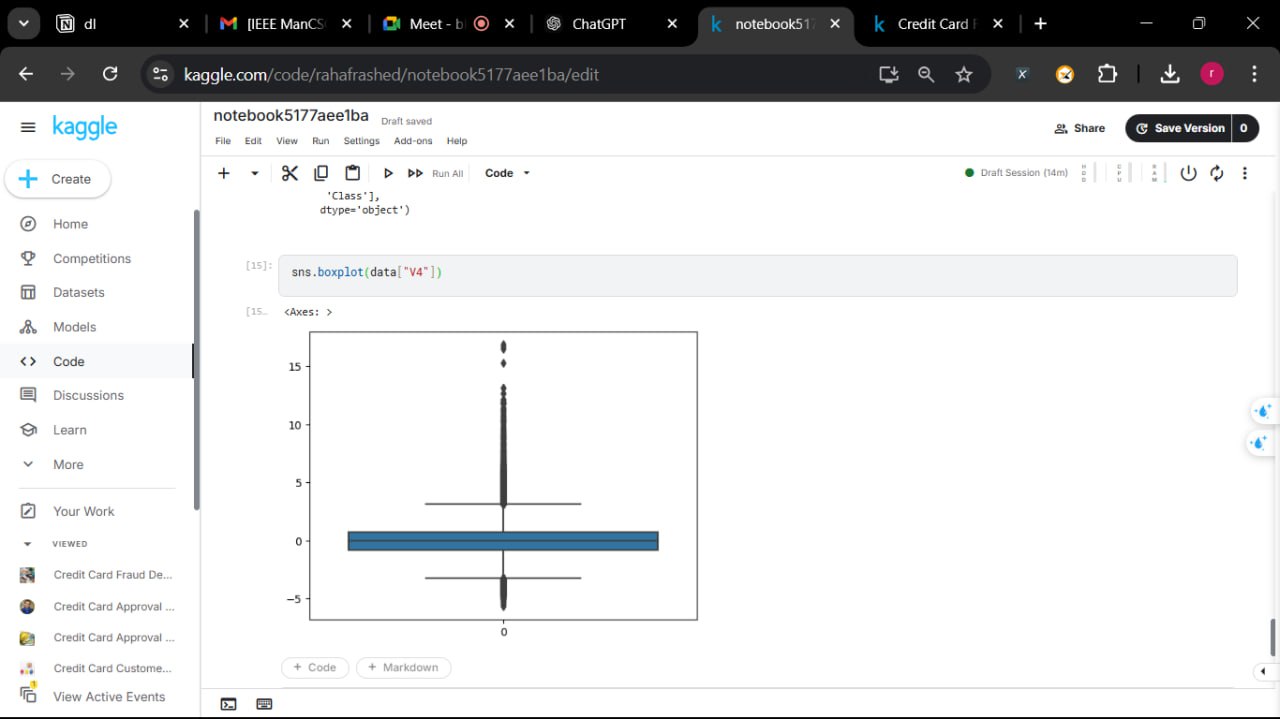 dl
[IEEE ManCS
Meet - b
ChatGPT
notebook517
Credit Card F
kaggle.com/code/rahafrashed/notebook5177aee1ba/edit
X
r
kaggle
notebook5177aee1ba
Draft saved
File Edit View Run Settings Add-ons Help
Share
Save Version
0
Create
Run All
Code
Draft Session (14m)
HDD
CPU
RAM
Home
Competitions
Datasets
Models
Code
Discussions
Learn
More
Your Work
VIEWED
Credit Card Fraud De...
Credit Card Approval ...
Credit Card Approval ...
Credit Card Custome...
View Active Events
'Class'],
dtype='object')
[15]:
sns.boxplot(data["V4"])
[15...
<Axes: >
15
10
5
0
−5
0
+ Code
+ Markdown